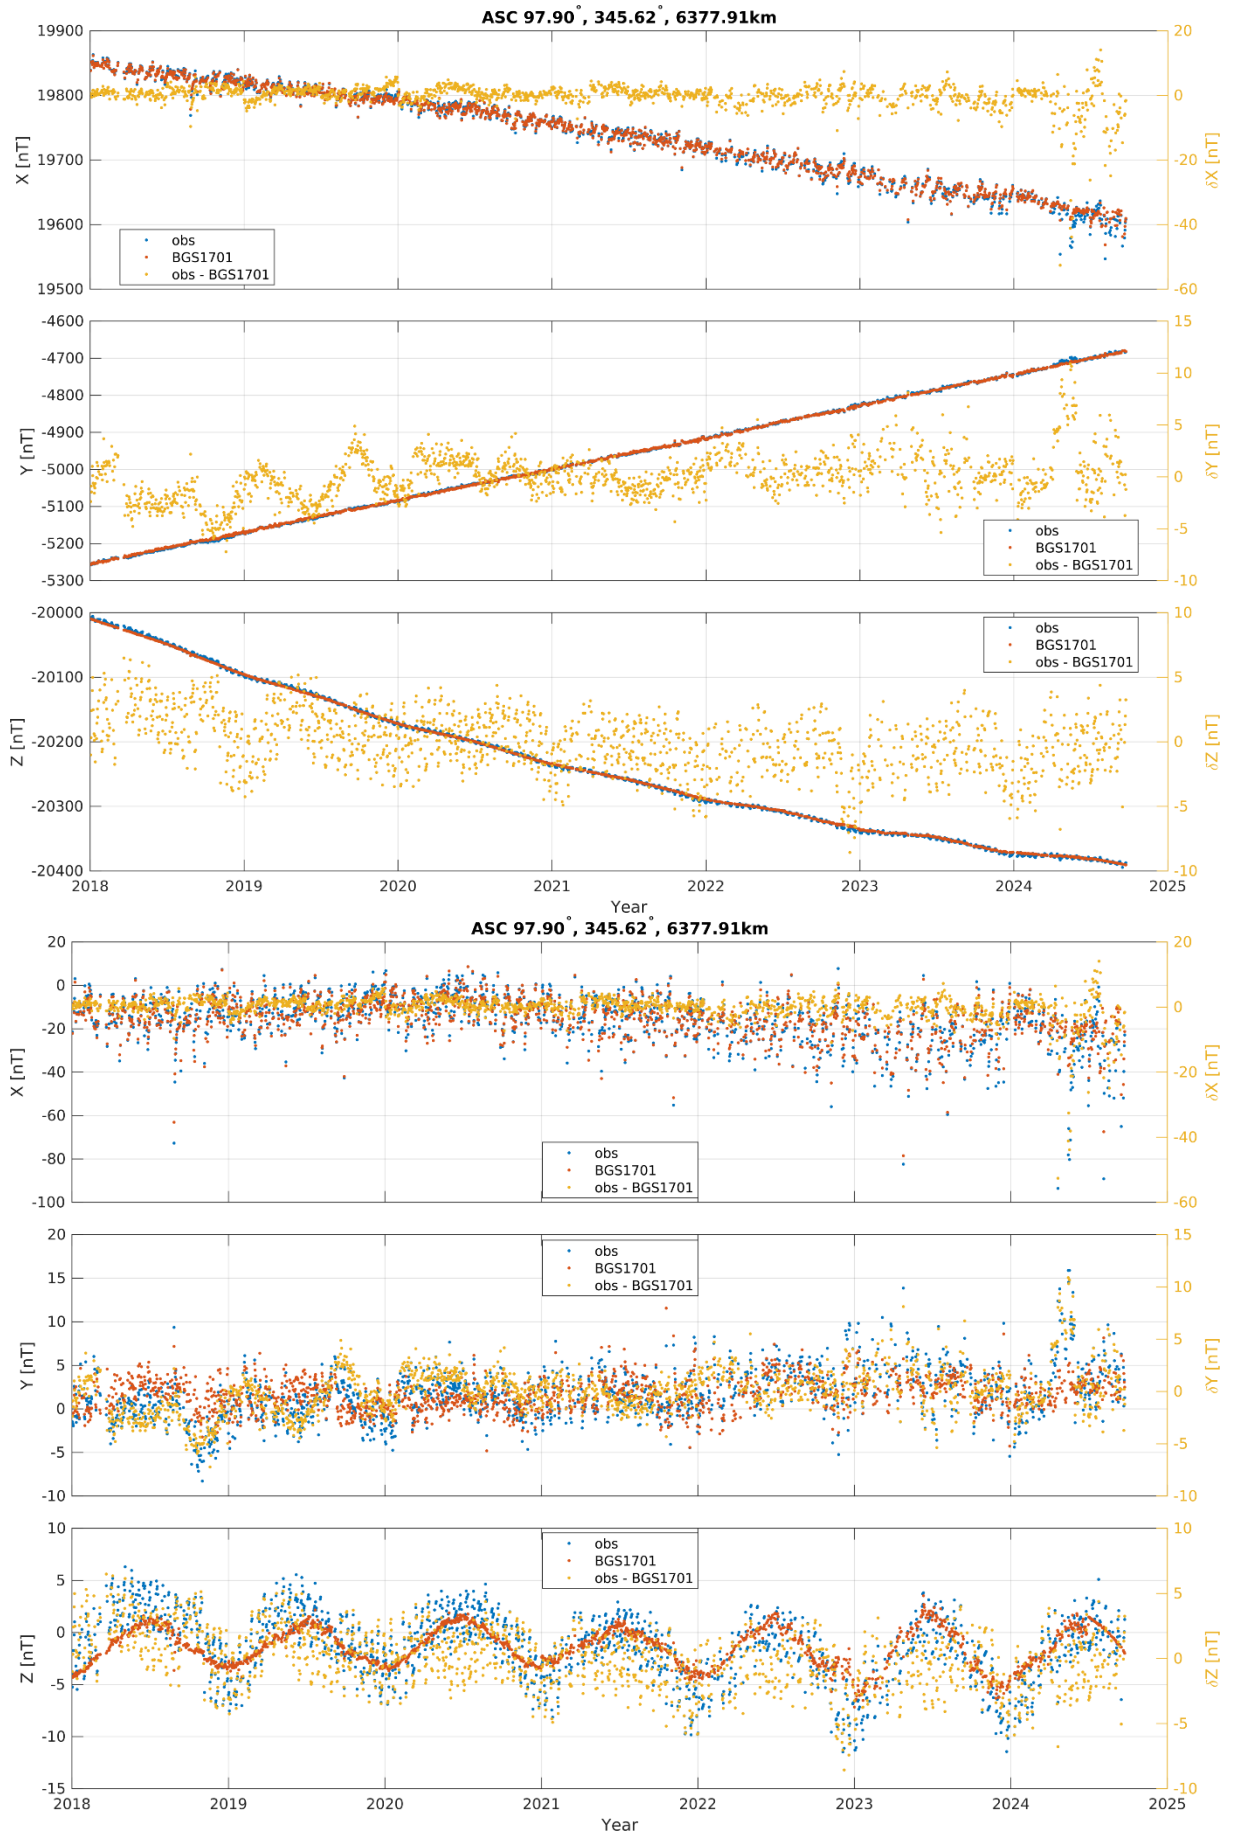 ASC 97.90°, 345.62°, 6377.91km
19900
19800
19700
19600
19500
X [nT]
20
0
-20
-40
-60
δX [nT]
obs
BGS1701
obs - BGS1701
-4600
-4700
-4800
-4900
-5000
-5100
-5200
-5300
Y [nT]
15
10
5
0
-5
-10
δY [nT]
obs
BGS1701
obs - BGS1701
-20000
-20100
-20200
-20300
-20400
Z [nT]
10
5
0
-5
-10
δZ [nT]
obs
BGS1701
obs - BGS1701
2018 2019 2020 2021 2022 2023 2024 2025
Year
ASC 97.90°, 345.62°, 6377.91km
20
0
-20
-40
-60
-80
-100
X [nT]
20
0
-20
-40
-60
δX [nT]
obs
BGS1701
obs - BGS1701
20
15
10
5
0
-5
-10
Y [nT]
15
10
5
0
-5
-10
δY [nT]
obs
BGS1701
obs - BGS1701
10
5
0
-5
-10
-15
Z [nT]
10
5
0
-5
-10
δZ [nT]
obs
BGS1701
obs - BGS1701
2018 2019 2020 2021 2022 2023 2024 2025
Year